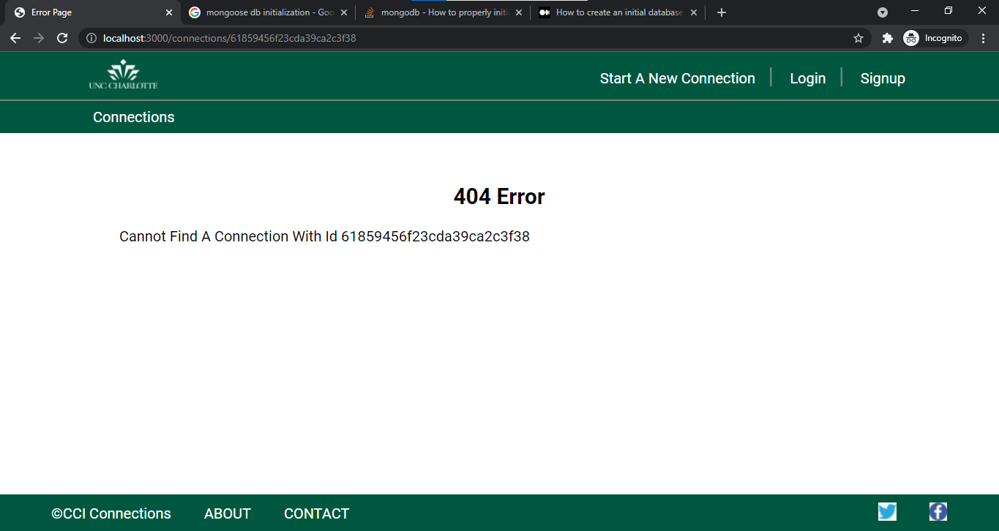 Error Page
mongoose db initialization - Goo
mongodb - How to properly initi
How to create an initial database
localhost:3000/connections/61859456f23cda39ca2c3f38
Incognito
UNC CHARLOTTE
Start A New Connection
Login
Signup
Connections
404 Error
Cannot Find A Connection With Id 61859456f23cda39ca2c3f38
©CCI Connections
ABOUT
CONTACT